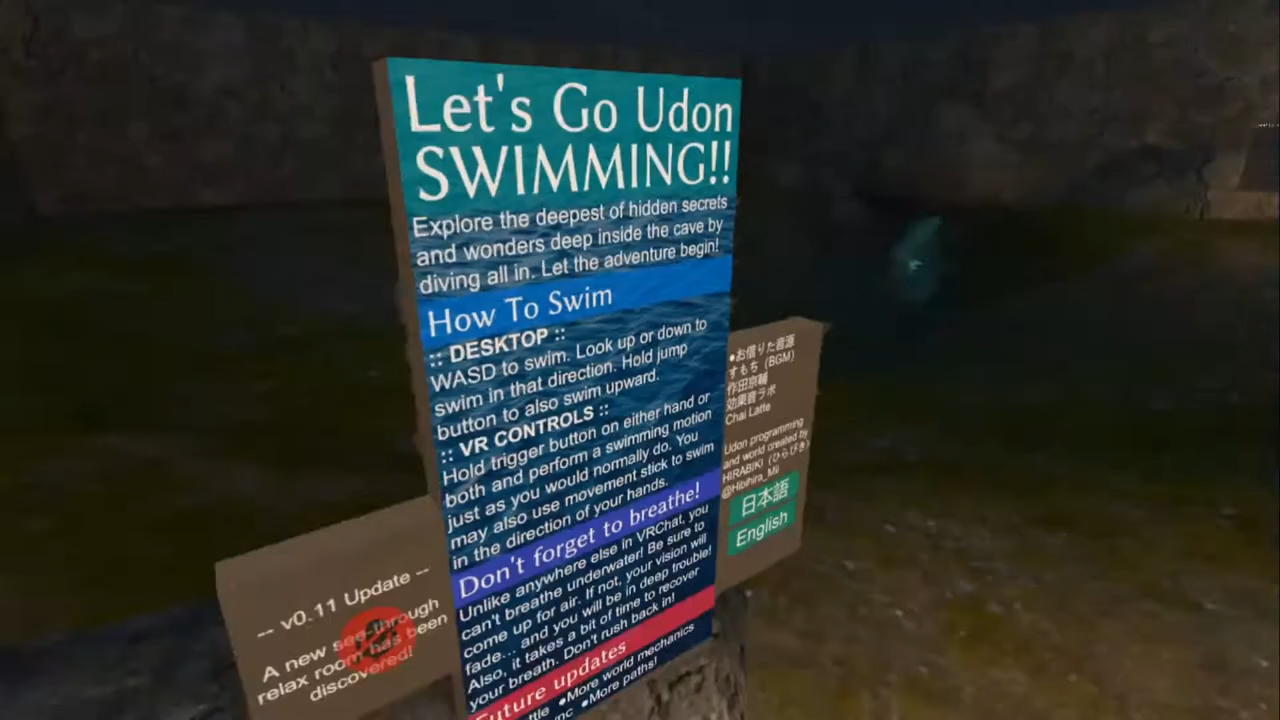 Let's Go Udon
SWIMMING!!
Explore the deepest of hidden secrets
and wonders deep inside the cave by
diving all in. Let the adventure begin!
How To Swim
:: DESKTOP ::
WASD to swim. Look up or down to
swim in that direction. Hold jump
button to also swim upward.
:: VR CONTROLS ::
Hold trigger button on either hand or
both and perform a swimming motion
just as you would normally do. You
may also use movement stick to swim
in the direction of your hands.
Don't forget to breathe!
Unlike anywhere else in VRChat, you
can't breathe underwater! Be sure to
come up for air. If not, your vision will
fade... and you will be in deep trouble!
Also, it takes a bit of time to recover
your breath. Don't rush back in!
Future updates
●More world mechanics
●More paths!
-- v0.11 Update --
A new see-through
relax room has been
discovered!
●お借りた音源
すもち (BGM)
作田京輔
効果音ラボ
Chai Latte
Udon programming
and world created by
HIRABIKI (ひらびき)
@Hibihira_Mii
日本語
English